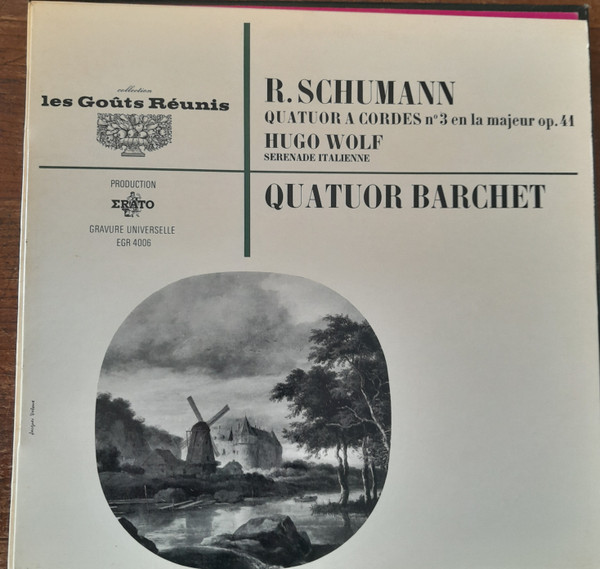 collection
les Goûts Réunis
PRODUCTION
ERATO
GRAVURE UNIVERSELLE
EGR 4006
R. SCHUMANN
QUATUOR A CORDES nº3 en la majeur op. 41
HUGO WOLF
SERENADE ITALIENNE
QUATUOR BARCHET